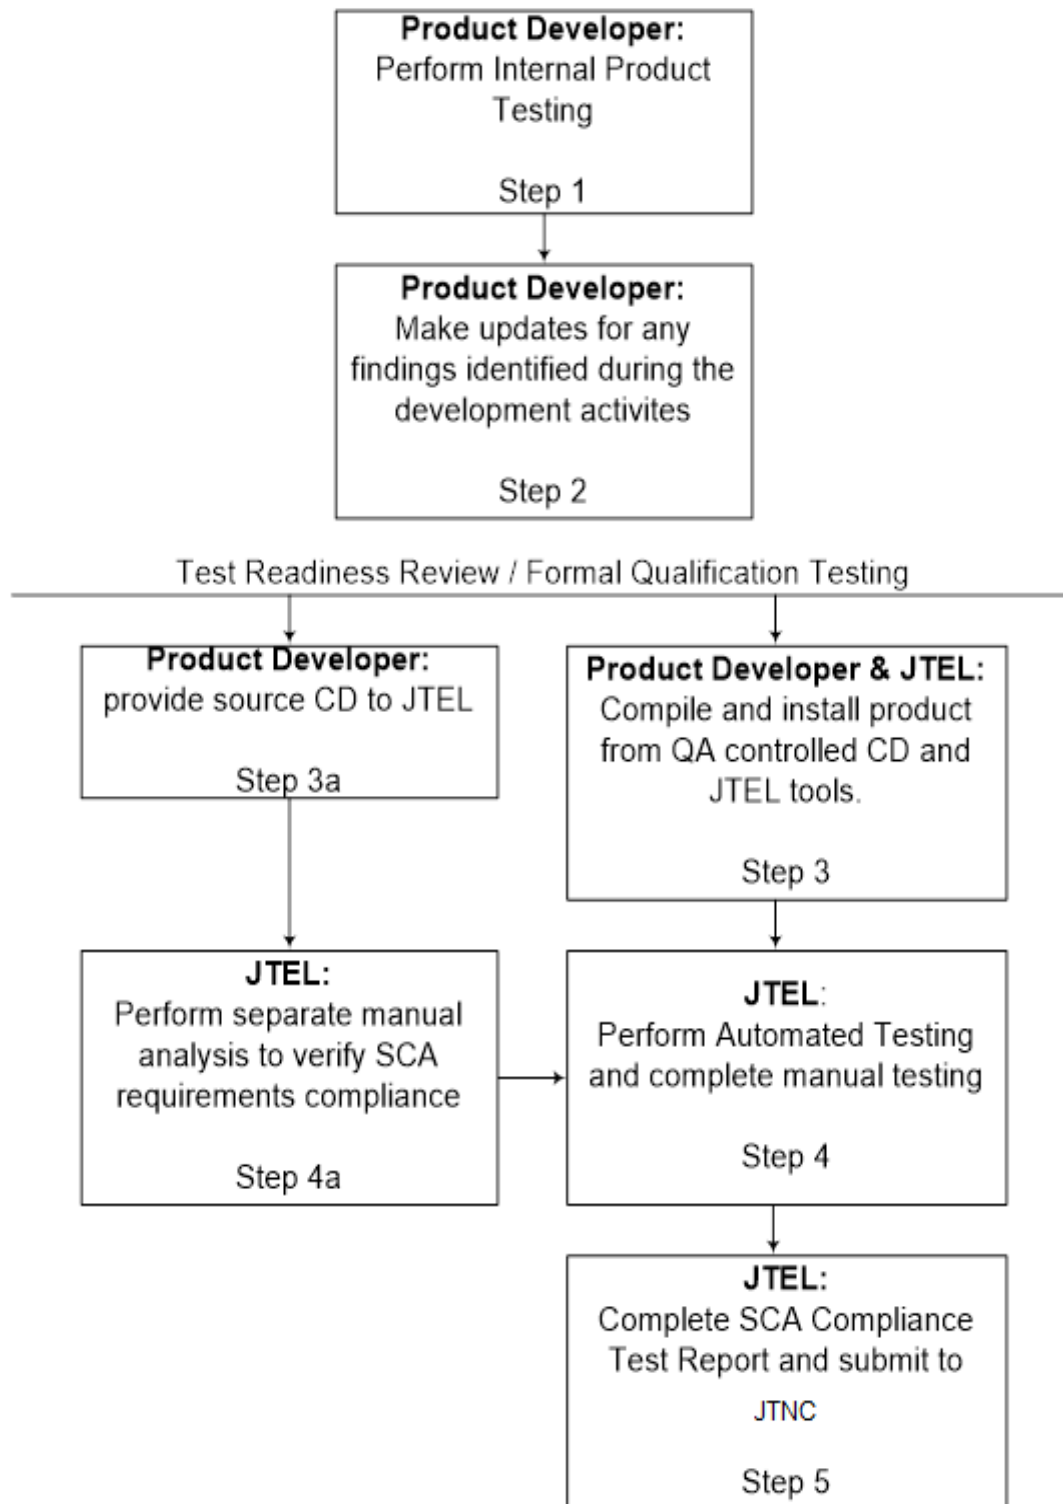 Product Developer:
Perform Internal Product
Testing
Step 1
Product Developer:
Make updates for any
findings identified during the
development activites
Step 2
Test Readiness Review / Formal Qualification Testing
Product Developer:
provide source CD to JTEL
Step 3a
Product Developer & JTEL:
Compile and install product
from QA controlled CD and
JTEL tools.
Step 3
JTEL:
Perform separate manual
analysis to verify SCA
requirements compliance
Step 4a
JTEL:
Perform Automated Testing
and complete manual testing
Step 4
JTEL:
Complete SCA Compliance
Test Report and submit to
JTNC
Step 5